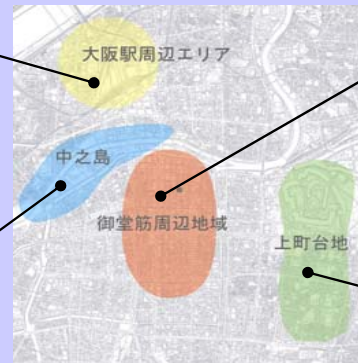 大阪駅周辺エリア
中之島
御堂筋周辺地域
上町台地